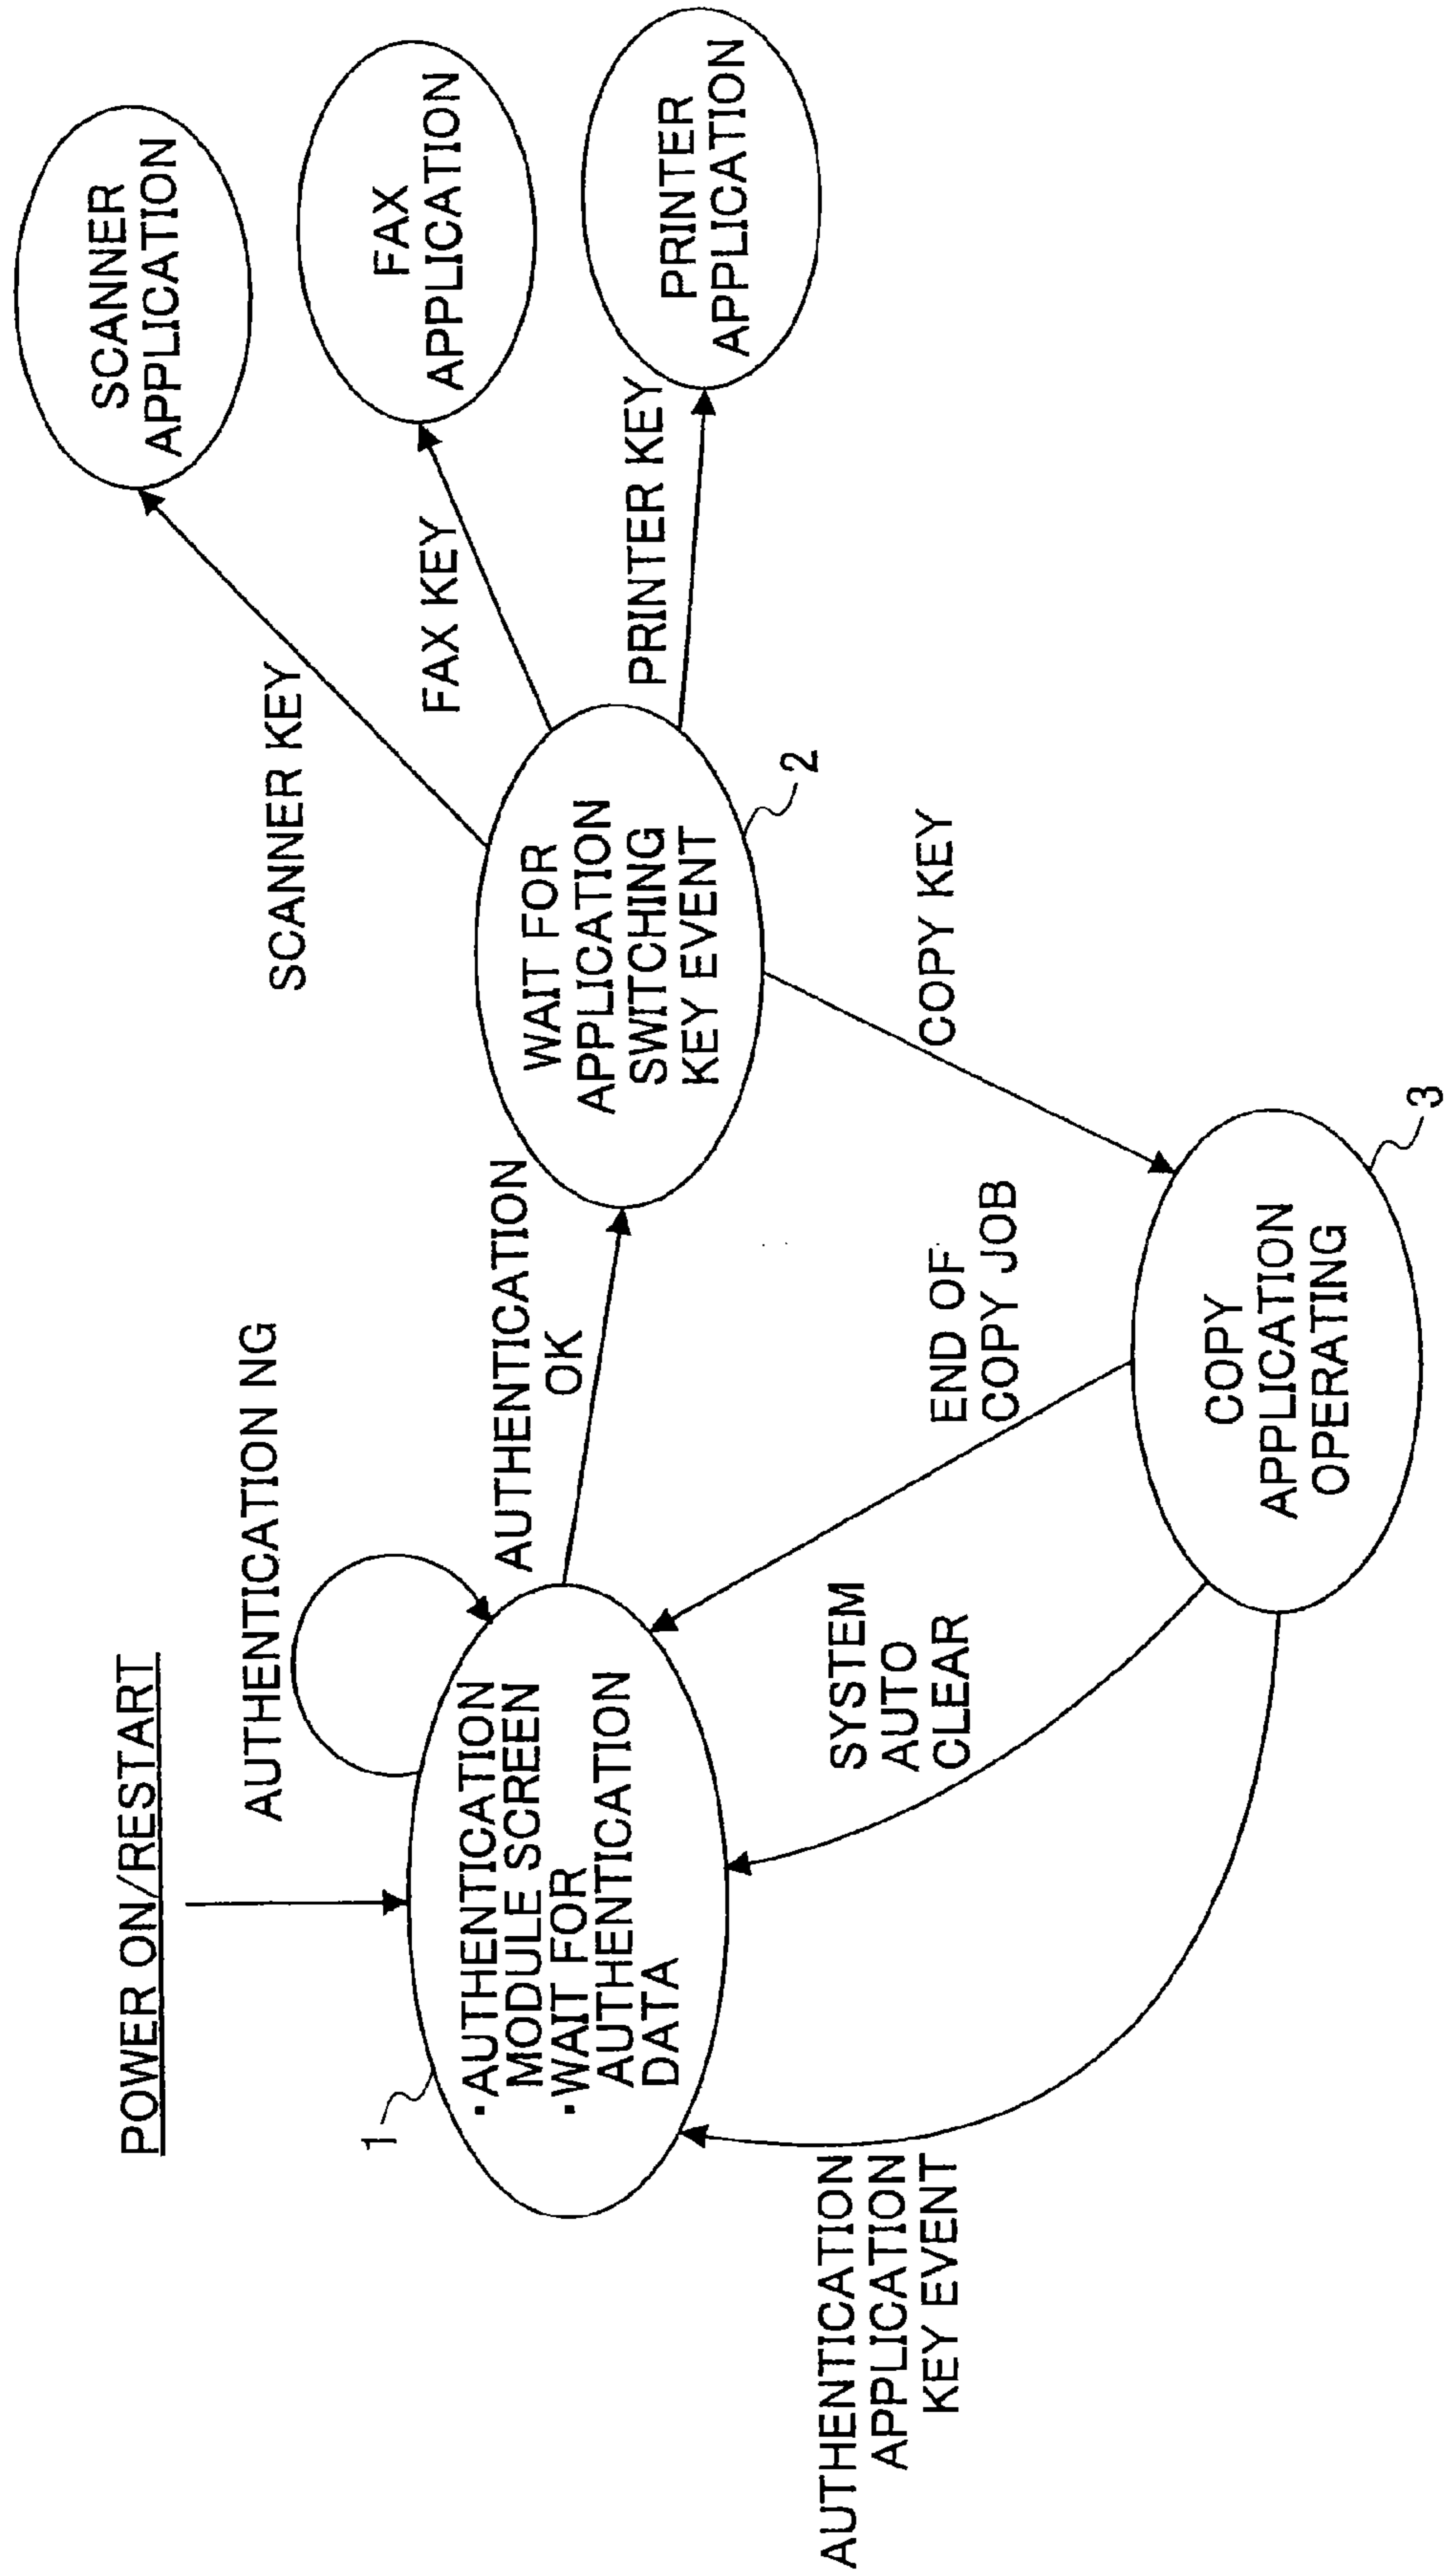 POWER ON/RESTART
AUTHENTICATION NG
1
·AUTHENTICATION
MODULE SCREEN
·WAIT FOR
AUTHENTICATION
DATA
AUTHENTICATION
OK
WAIT FOR
APPLICATION
SWITCHING
KEY EVENT
2
SCANNER KEY
SCANNER
APPLICATION
FAX KEY
FAX
APPLICATION
PRINTER KEY
PRINTER
APPLICATION
COPY KEY
END OF
COPY JOB
SYSTEM
AUTO
CLEAR
AUTHENTICATION
APPLICATION
KEY EVENT
COPY
APPLICATION
OPERATING
3